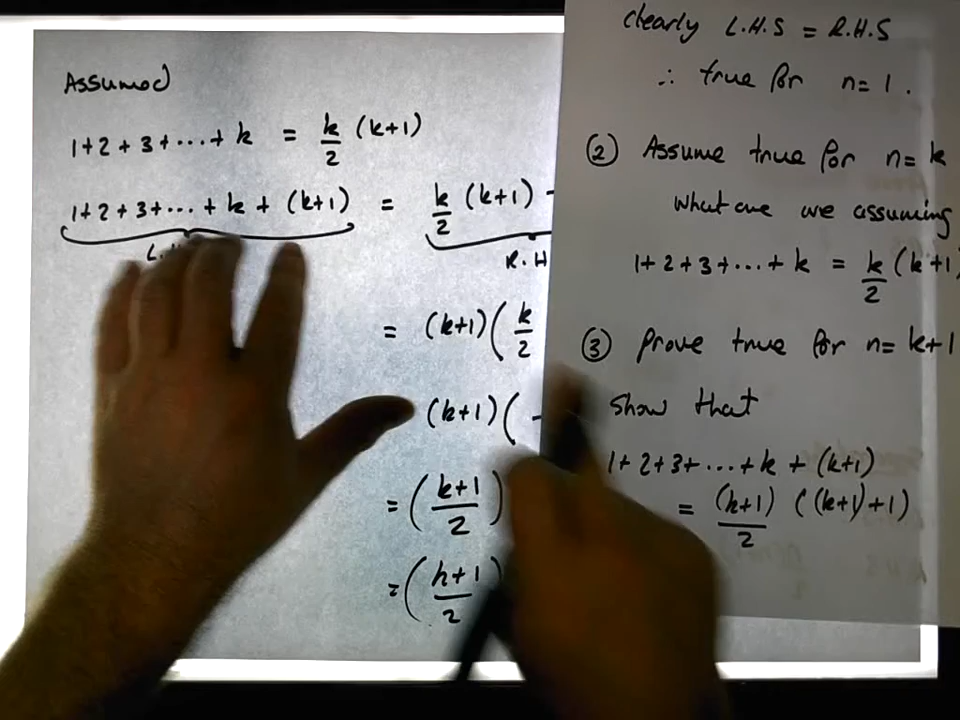 Assumed
1+2+3+...+k = k/2 (k+1)
1+2+3+...+k+(k+1) = k/2 (k+1)
L.
R.H
= (k+1)(k/2
(k+1)(
= (k+1/2)
= (k+1/2)
clearly L.H.S = R.H.S
∴ true for n=1.
② Assume true for n=k
what are we assuming
1+2+3+...+k = k/2 (k+1)
③ Prove true for n=k+1
show that
1+2+3+...+k+(k+1)
= (k+1)/2 ((k+1)+1)